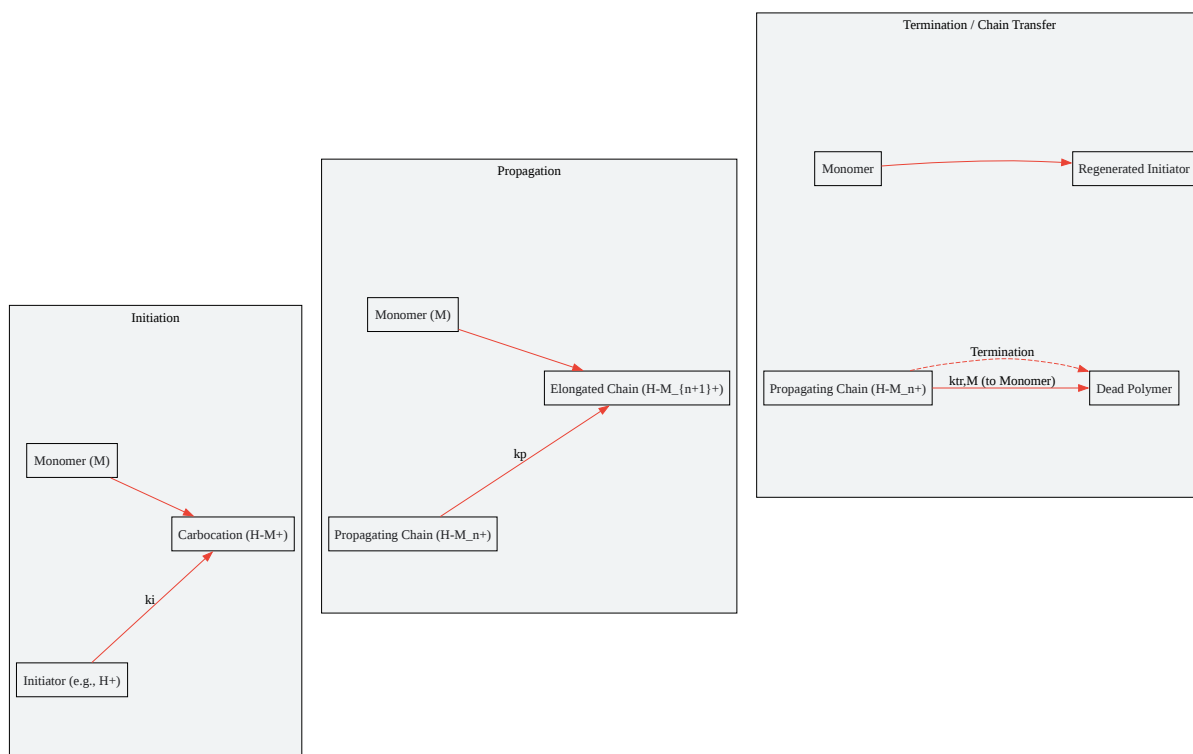 Initiation
Monomer (M)
Carbocation (H-M+)
ki
Initiator (e.g., H+)
Propagation
Monomer (M)
Elongated Chain (H-M_{n+1}+)
kp
Propagating Chain (H-M_n+)
Termination / Chain Transfer
Monomer
Regenerated Initiator
Termination
Propagating Chain (H-M_n+)
ktr,M (to Monomer)
Dead Polymer